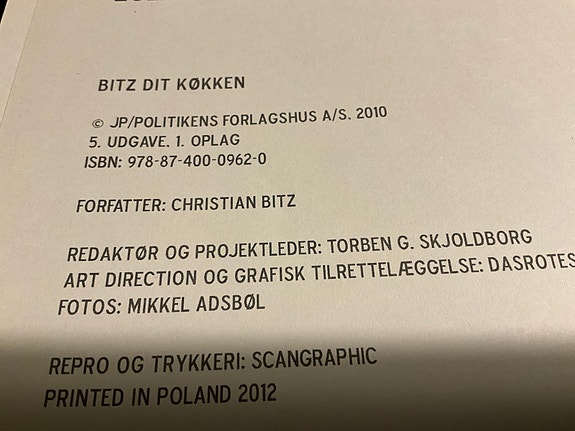 BITZ DIT KØKKEN
© JP/POLITIKENS FORLAGSHUS A/S, 2010
5. UDGAVE, 1. OPLAG
ISBN: 978-87-400-0962-0
FORFATTER: CHRISTIAN BITZ
REDAKTØR OG PROJEKTLEDER: TORBEN G. SKJOLDBORG
ART DIRECTION OG GRAFISK TILRETTELÆGGELSE: DASROTES
FOTOS: MIKKEL ADSBØL
REPRO OG TRYKKERI: SCANGRAPHIC
PRINTED IN POLAND 2012